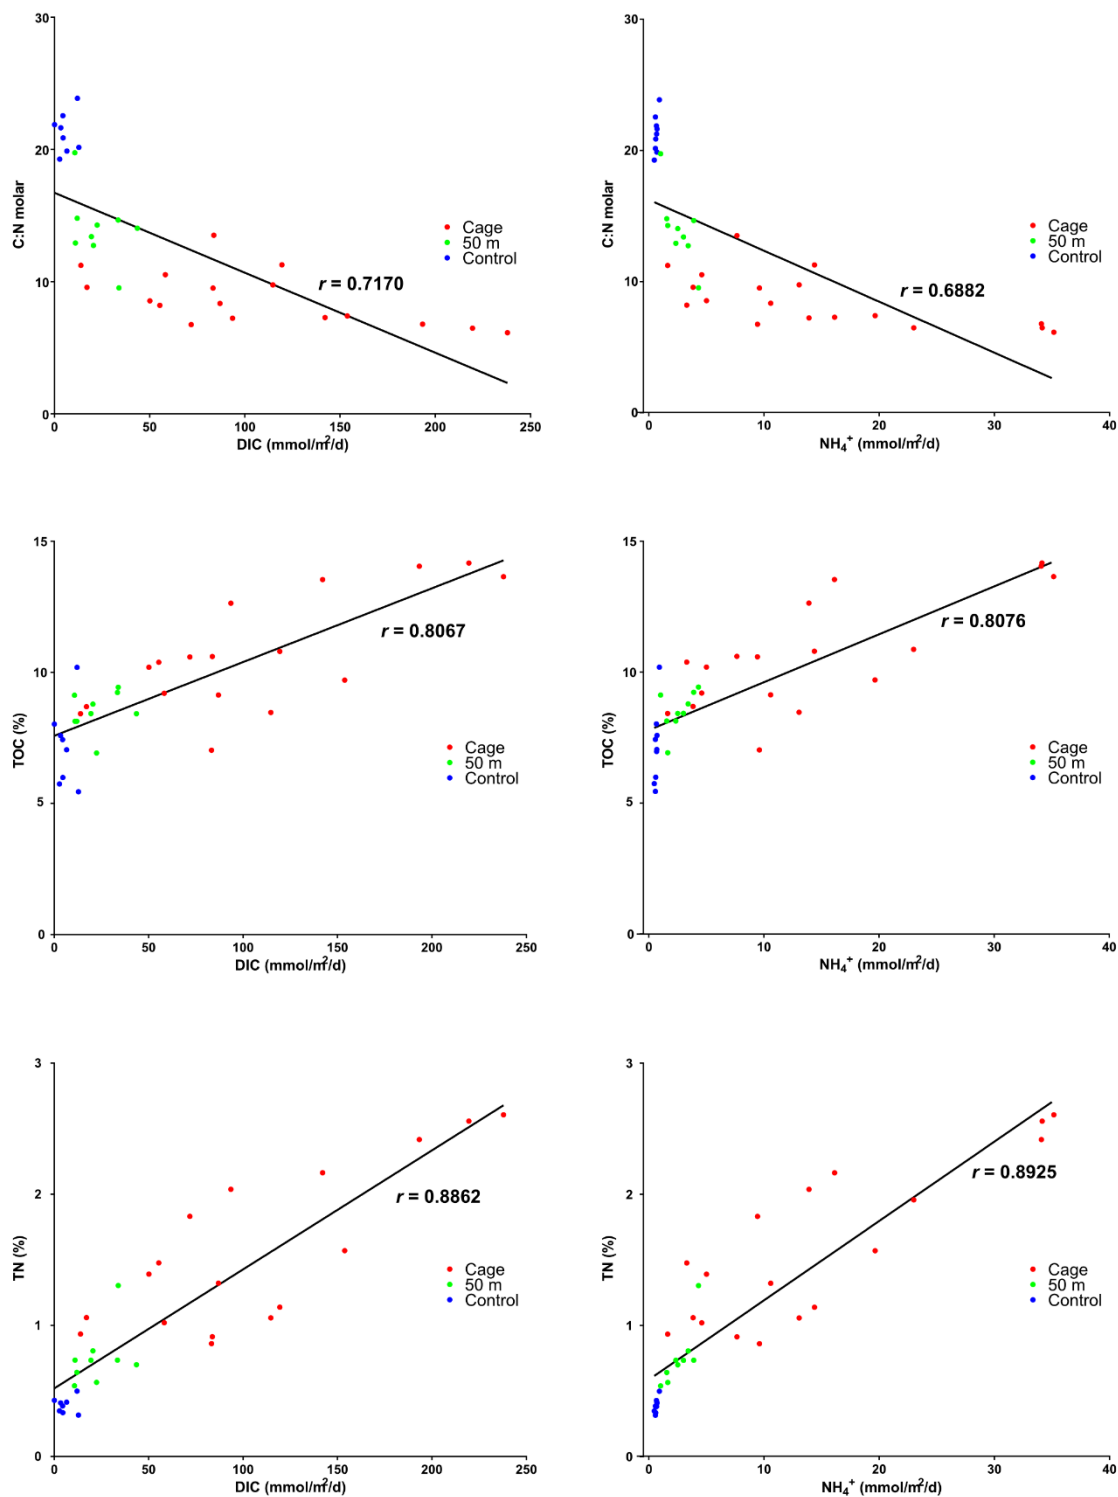 30
20
10
0
C:N molar
Cage
50 m
Control
r = 0.7170
0 50 100 150 200 250
DIC (mmol/m²/d)
30
20
10
0
C:N molar
Cage
50 m
Control
r = 0.6882
0 10 20 30 40
NH₄⁺ (mmol/m²/d)
15
10
5
0
TOC (%)
r = 0.8067
Cage
50 m
Control
0 50 100 150 200 250
DIC (mmol/m²/d)
15
10
5
0
TOC (%)
r = 0.8076
Cage
50 m
Control
0 10 20 30 40
NH₄⁺ (mmol/m²/d)
3
2
1
0
TN (%)
r = 0.8862
Cage
50 m
Control
0 50 100 150 200 250
DIC (mmol/m²/d)
3
2
1
0
TN (%)
r = 0.8925
Cage
50 m
Control
0 10 20 30 40
NH₄⁺ (mmol/m²/d)